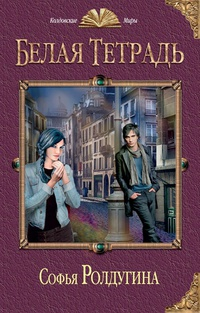 Колдовские
Миры
Белая Тетрадь
Софья Ролдугина